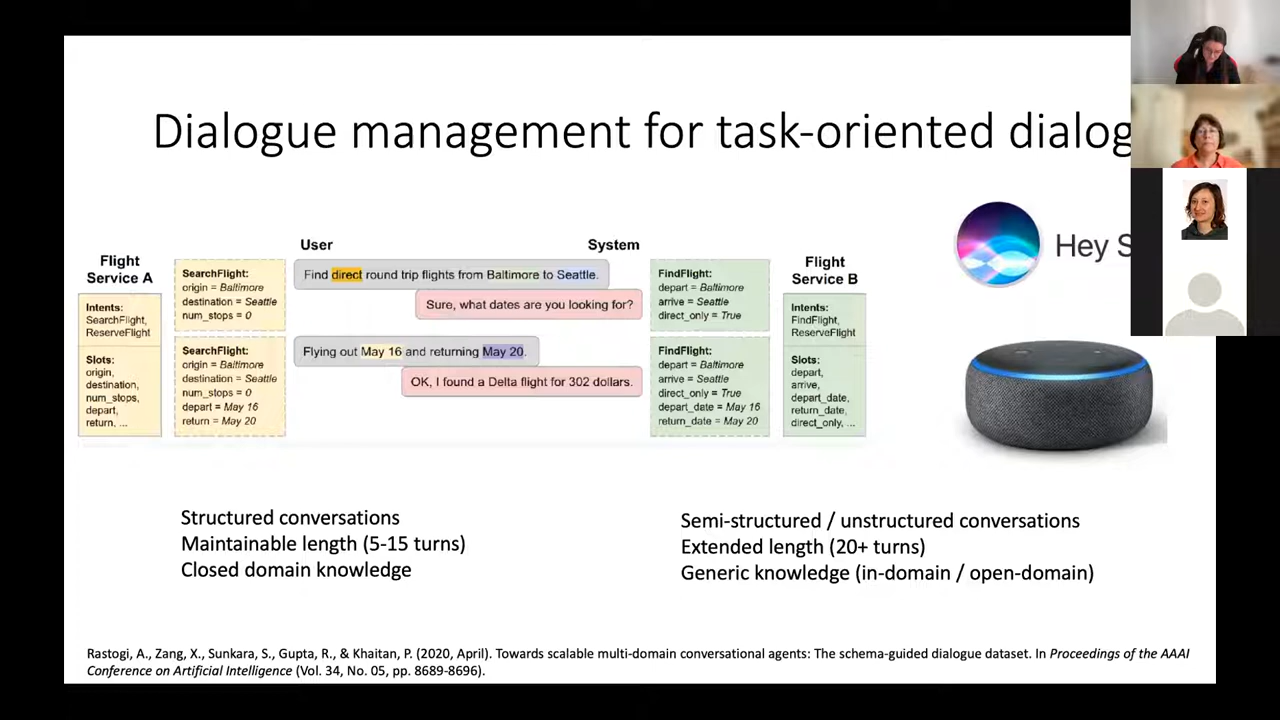 Dialogue management for task-oriented dialog
User
System
Flight
Service A
Intents:
SearchFlight,
ReserveFlight
Slots:
origin,
destination,
num_stops,
depart,
return, ...
SearchFlight:
origin = Baltimore
destination = Seattle
num_stops = 0
SearchFlight:
origin = Baltimore
destination = Seattle
num_stops = 0
depart = May 16
return = May 20
Find direct round trip flights from Baltimore to Seattle.
Sure, what dates are you looking for?
Flying out May 16 and returning May 20.
OK, I found a Delta flight for 302 dollars.
FindFlight:
depart = Baltimore
arrive = Seattle
direct_only = True
FindFlight:
depart = Baltimore
arrive = Seattle
direct_only = True
depart_date = May 16
return_date = May 20
Flight
Service B
Intents:
FindFlight,
ReserveFlight
Slots:
depart,
arrive,
depart_date,
return_date,
direct_only, ...
Hey S
Structured conversations
Maintainable length (5-15 turns)
Closed domain knowledge
Semi-structured / unstructured conversations
Extended length (20+ turns)
Generic knowledge (in-domain / open-domain)
Rastogi, A., Zang, X., Sunkara, S., Gupta, R., & Khaitan, P. (2020, April). Towards scalable multi-domain conversational agents: The schema-guided dialogue dataset. In Proceedings of the AAAI
Conference on Artificial Intelligence (Vol. 34, No. 05, pp. 8689-8696).